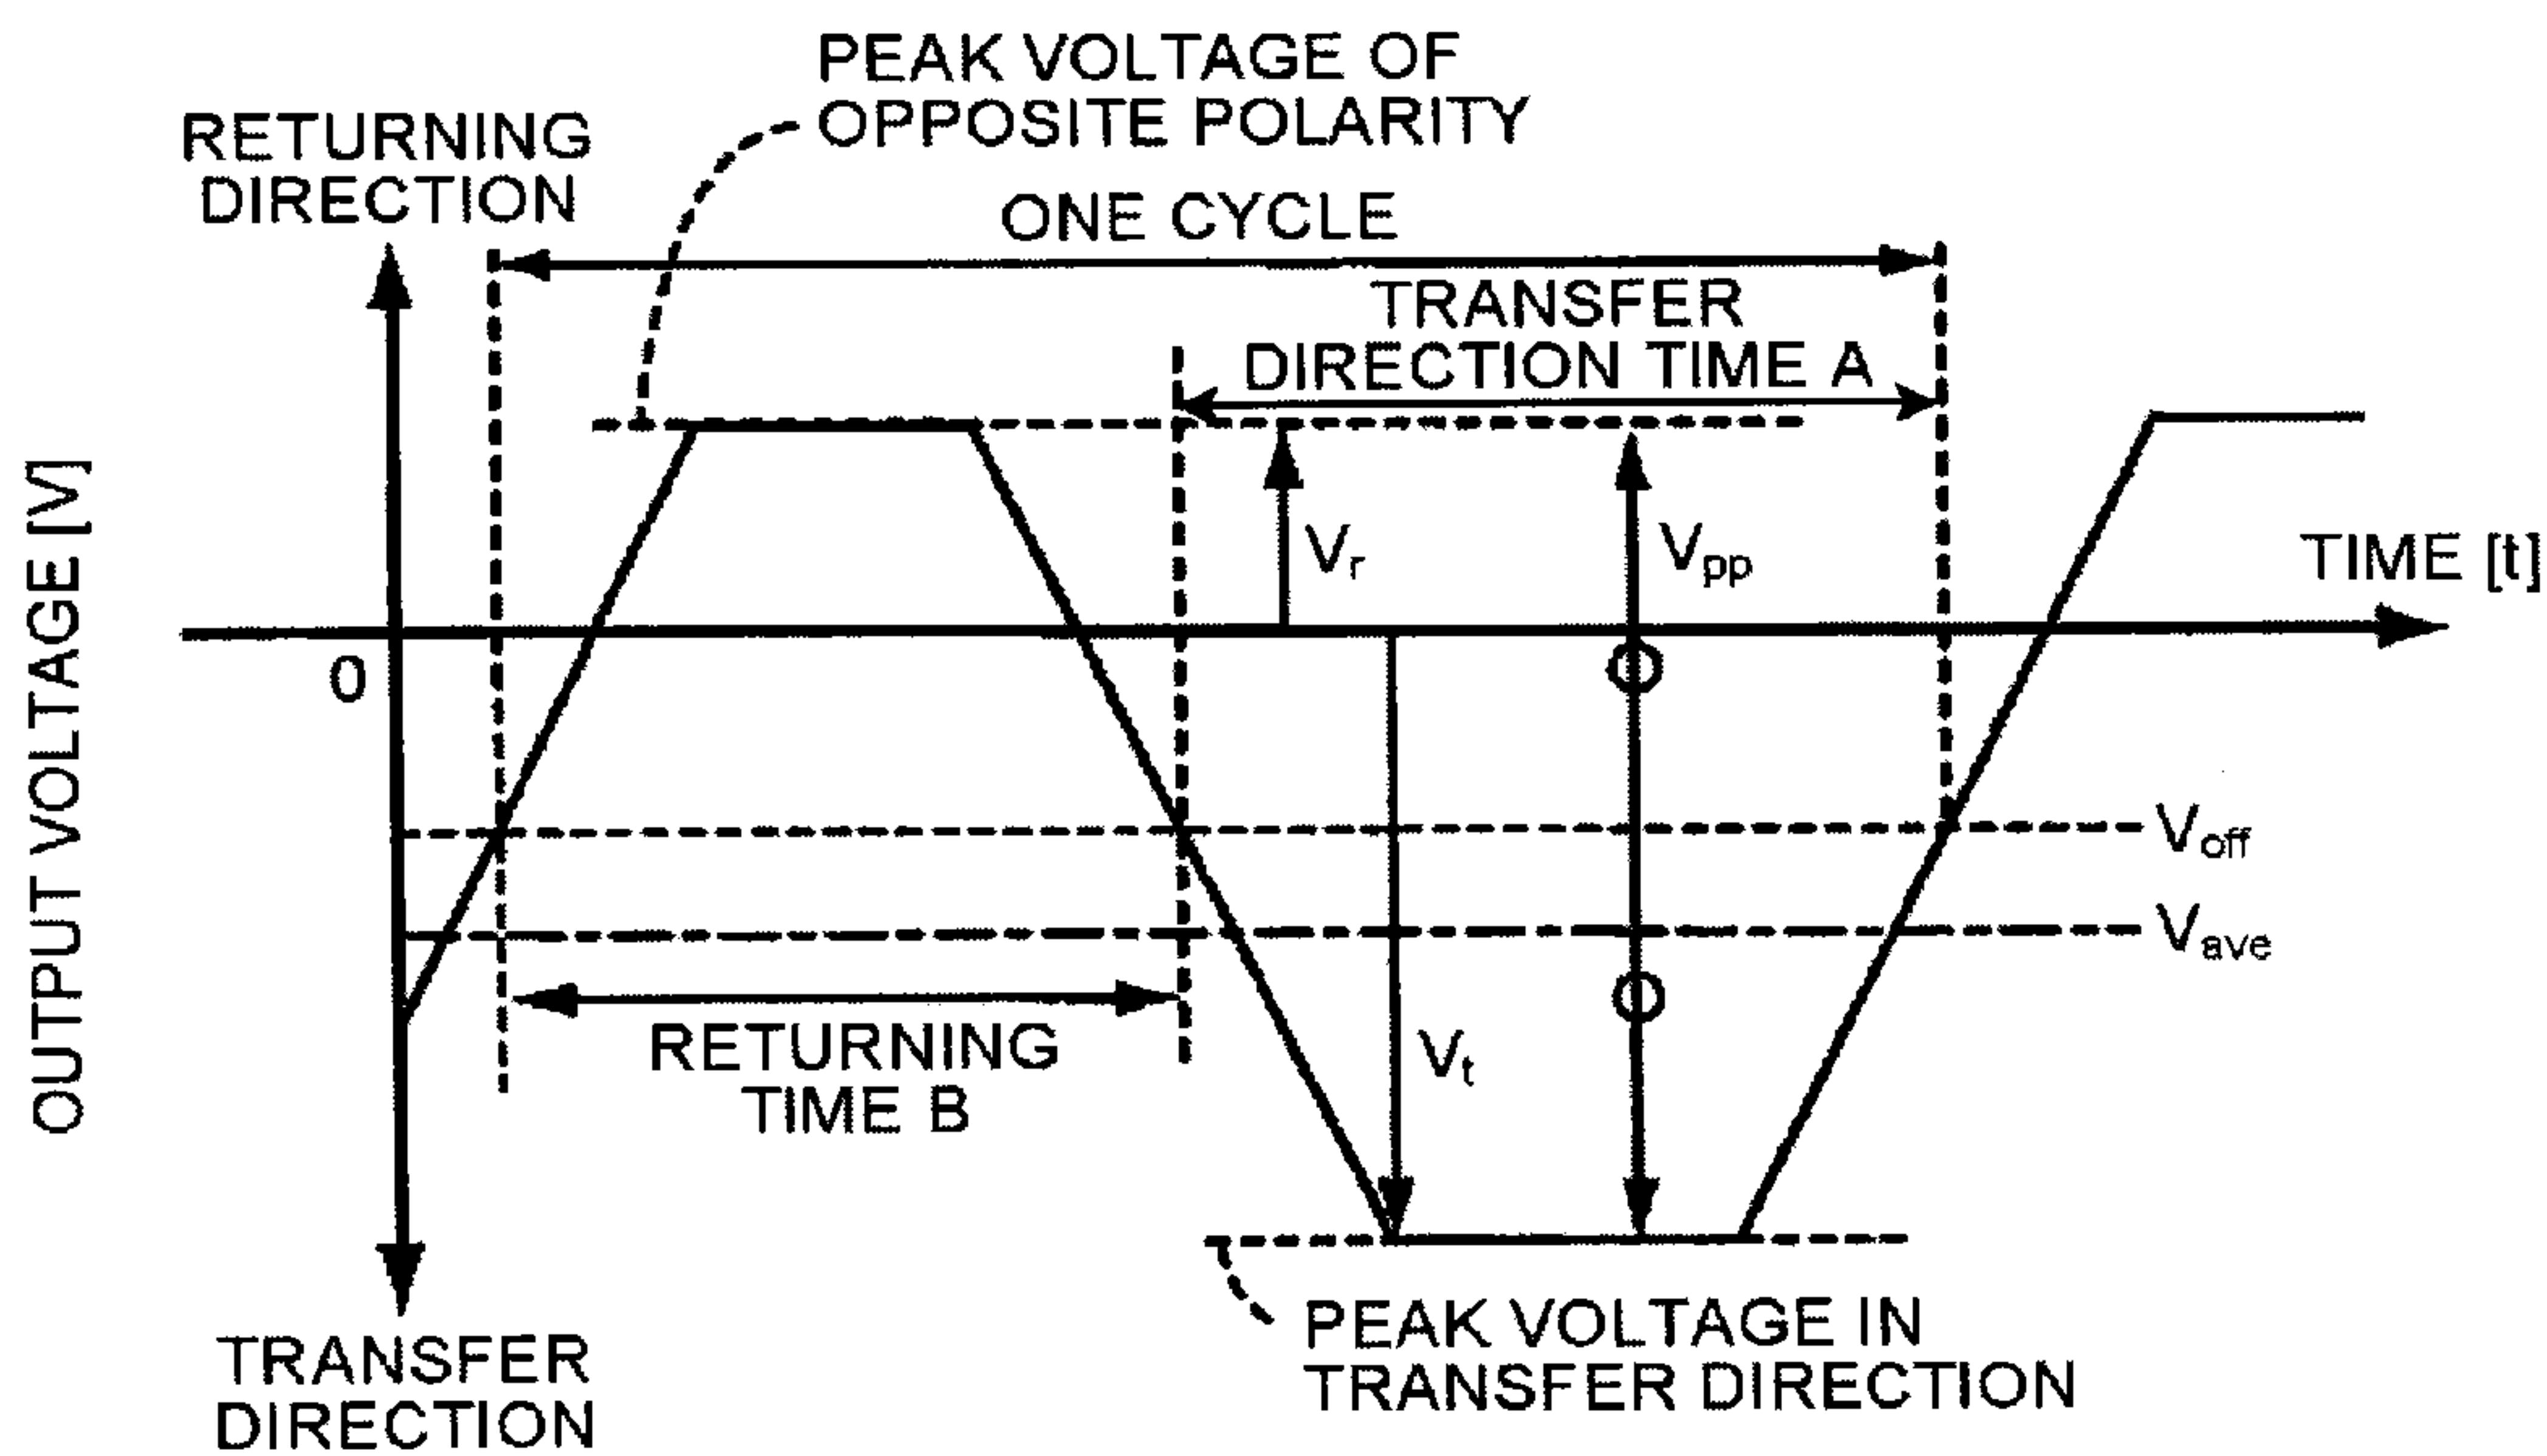 PEAK VOLTAGE OF
OPPOSITE POLARITY
RETURNING
DIRECTION
ONE CYCLE
TRANSFER
DIRECTION TIME A
OUTPUT VOLTAGE [V]
Vr
Vpp
TIME [t]
0
Voff
Vave
RETURNING
TIME B
Vt
TRANSFER
DIRECTION
PEAK VOLTAGE IN
TRANSFER DIRECTION